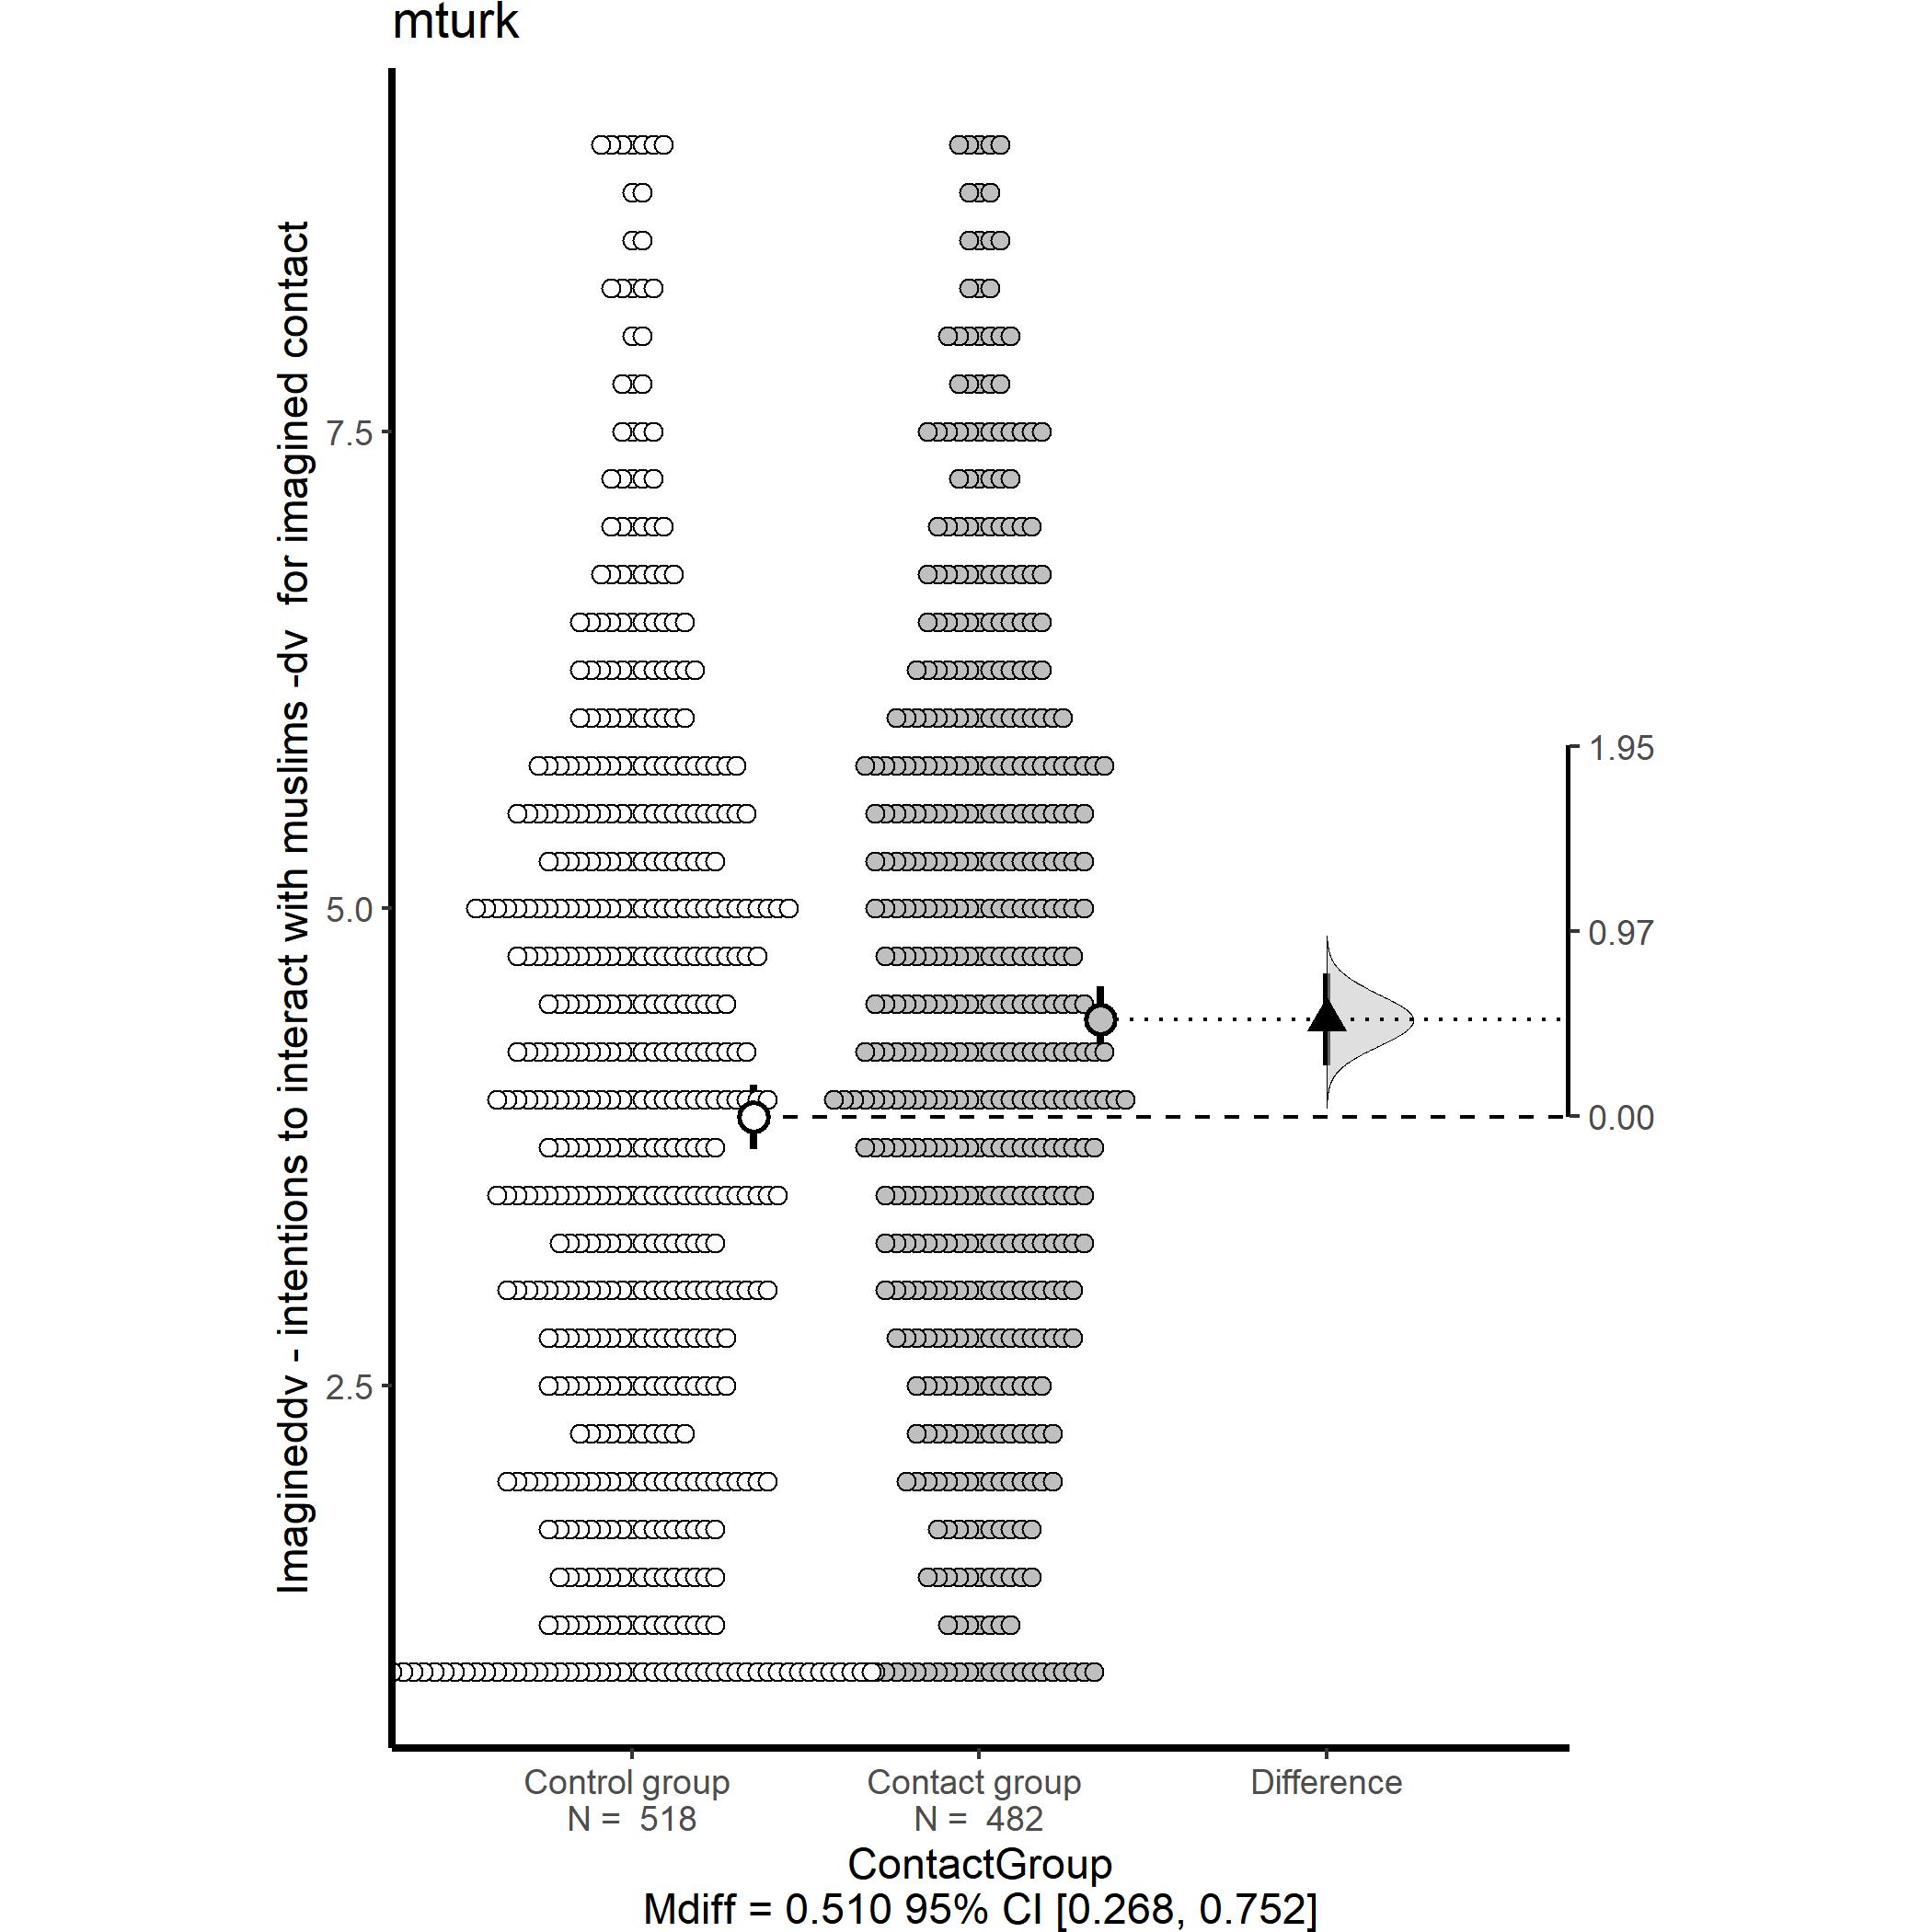 mturk
Imagineddv - intentions to interact with muslims -dv  for imagined contact
7.5
5.0
2.5
1.95
0.97
0.00
Control group
N =  518
Contact group
N =  482
Difference
ContactGroup
Mdiff = 0.510 95% CI [0.268, 0.752]